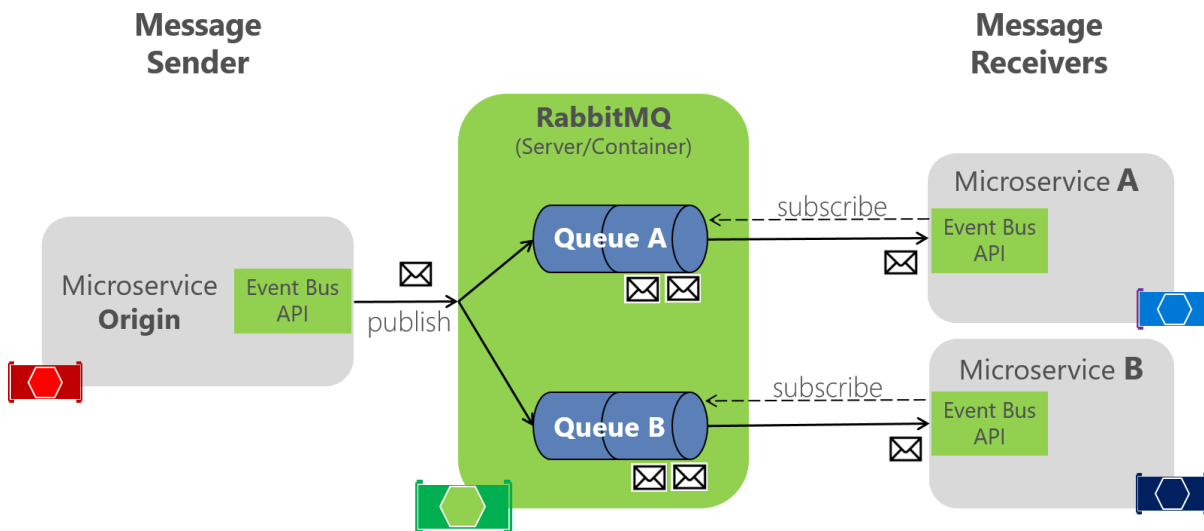 Message
Sender
Message
Receivers
RabbitMQ
(Server/Container)
Microservice
Origin
Event Bus
API
publish
Queue A
Queue B
subscribe
Microservice A
Event Bus
API
subscribe
Microservice B
Event Bus
API